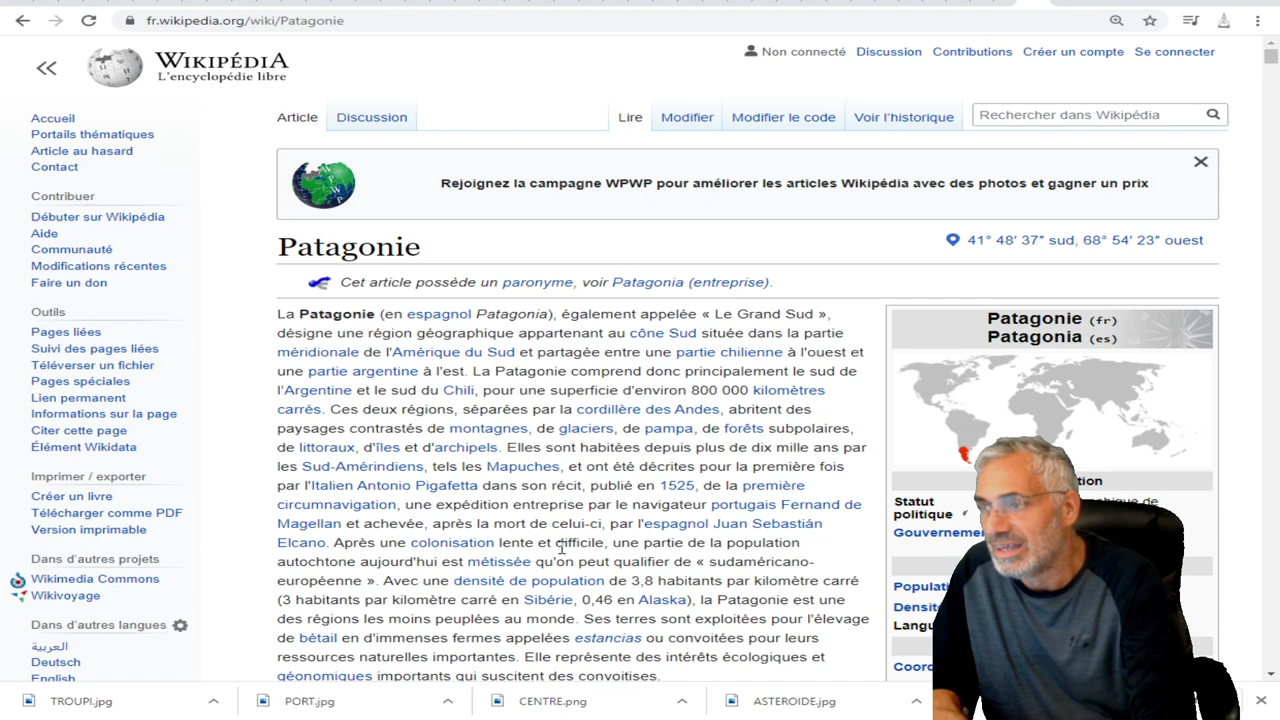 fr.wikipedia.org/wiki/Patagonie
WIKIPÉDIA
L'encyclopédie libre
Non connecté Discussion Contributions Créer un compte Se connecter
Accueil
Portails thématiques
Article au hasard
Contact
Contribuer
Débuter sur Wikipédia
Aide
Communauté
Modifications récentes
Faire un don
Outils
Pages liées
Suivi des pages liées
Téléverser un fichier
Pages spéciales
Lien permanent
Informations sur la page
Citer cette page
Élément Wikidata
Imprimer / exporter
Créer un livre
Télécharger comme PDF
Version imprimable
Dans d'autres projets
Wikimedia Commons
Wikivoyage
Dans d'autres langues
العربية
Deutsch
English
Article Discussion Lire Modifier Modifier le code Voir l'historique Rechercher dans Wikipédia
Rejoignez la campagne WPWP pour améliorer les articles Wikipédia avec des photos et gagner un prix
Patagonie
41° 48′ 37″ sud, 68° 54′ 23″ ouest
Cet article possède un paronyme, voir Patagonia (entreprise).
La Patagonie (en espagnol Patagonia), également appelée « Le Grand Sud »,
désigne une région géographique appartenant au cône Sud située dans la partie
méridionale de l'Amérique du Sud et partagée entre une partie chilienne à l'ouest et
une partie argentine à l'est. La Patagonie comprend donc principalement le sud de
l'Argentine et le sud du Chili, pour une superficie d'environ 800 000 kilomètres
carrés. Ces deux régions, séparées par la cordillère des Andes, abritent des
paysages contrastés de montagnes, de glaciers, de pampa, de forêts subpolaires,
de littoraux, d'îles et d'archipels. Elles sont habitées depuis plus de dix mille ans par
les Sud-Amérindiens, tels les Mapuches, et ont été décrites pour la première fois
par l'Italien Antonio Pigafetta dans son récit, publié en 1525, de la première
circumnavigation, une expédition entreprise par le navigateur portugais Fernand de
Magellan et achevée, après la mort de celui-ci, par l'espagnol Juan Sebastián
Elcano. Après une colonisation lente et difficile, une partie de la population
autochtone aujourd'hui est métissée qu'on peut qualifier de « sudaméricano-
européenne ». Avec une densité de population de 3,8 habitants par kilomètre carré
(3 habitants par kilomètre carré en Sibérie, 0,46 en Alaska), la Patagonie est une
des régions les moins peuplées au monde. Ses terres sont exploitées pour l'élevage
de bétail en d'immenses fermes appelées estancias ou convoitées pour leurs
ressources naturelles importantes. Elle représente des intérêts écologiques et
géonomiques importants qui suscitent des convoitises.
Patagonie (fr)
Patagonia (es)
Statut
politique
TROUPI.jpg PORT.jpg CENTRE.png ASTEROIDE.jpg